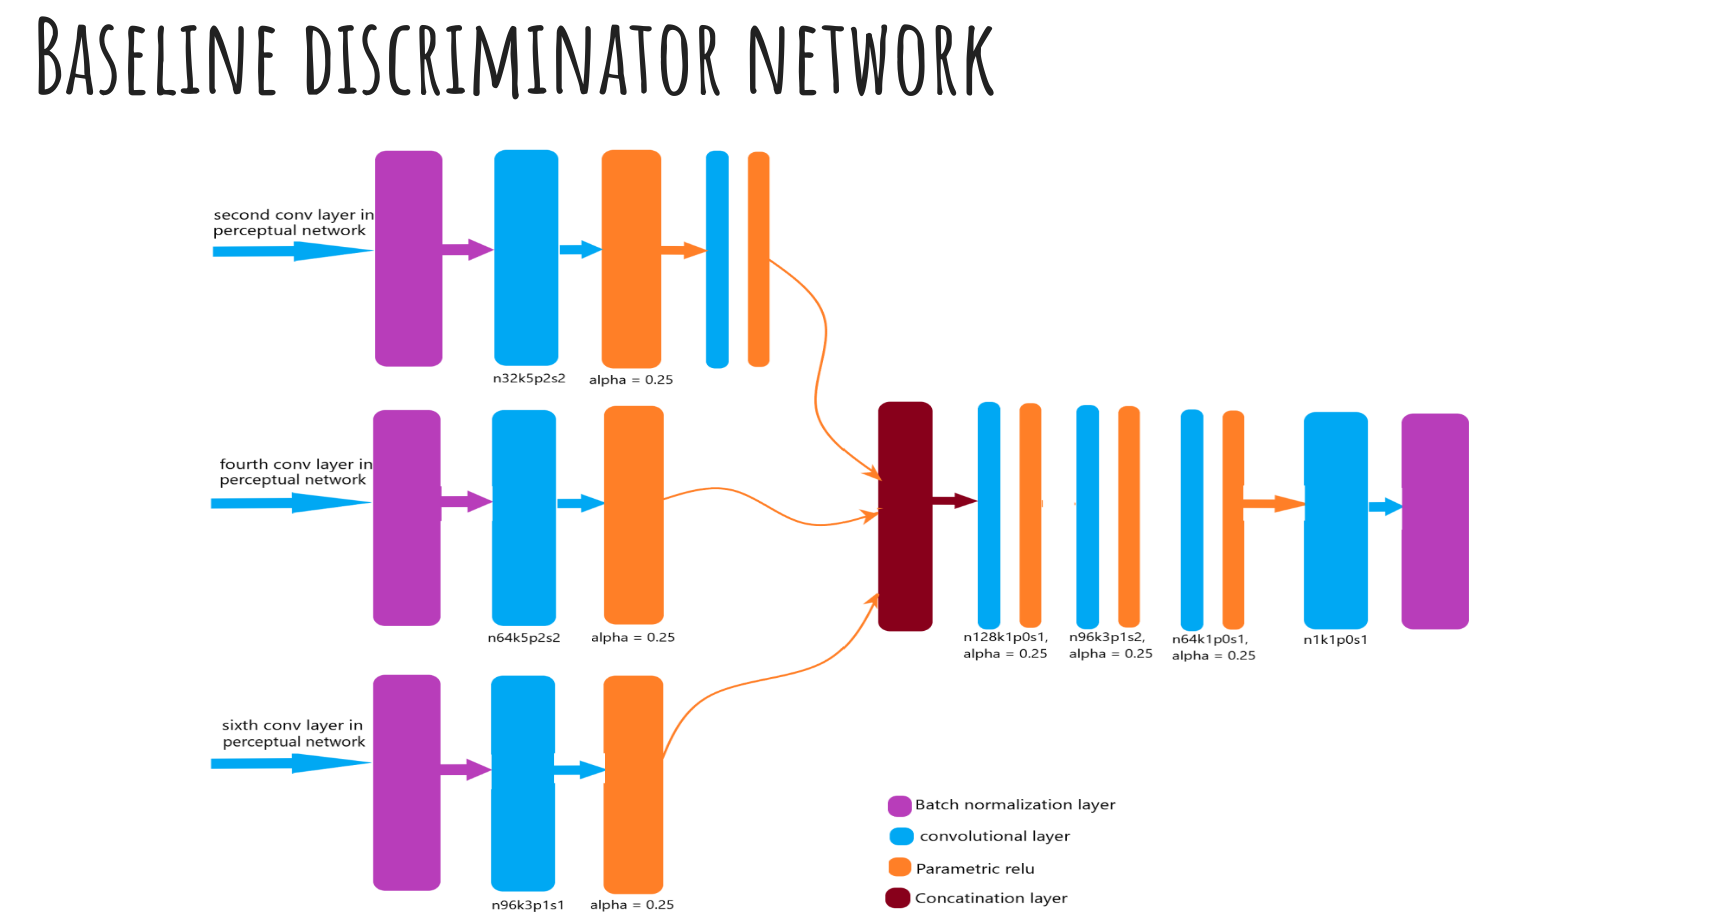 Baseline discriminator network
second conv layer in
perceptual network
n32k5p2s2
alpha = 0.25
fourth conv layer in
perceptual network
n64k5p2s2
alpha = 0.25
n128k1p0s1,
alpha = 0.25
n96k3p1s2,
alpha = 0.25
n64k1p0s1,
alpha = 0.25
n1k1p0s1
sixth conv layer in
perceptual network
n96k3p1s1
alpha = 0.25
Batch normalization layer
convolutional layer
Parametric relu
Concatination layer